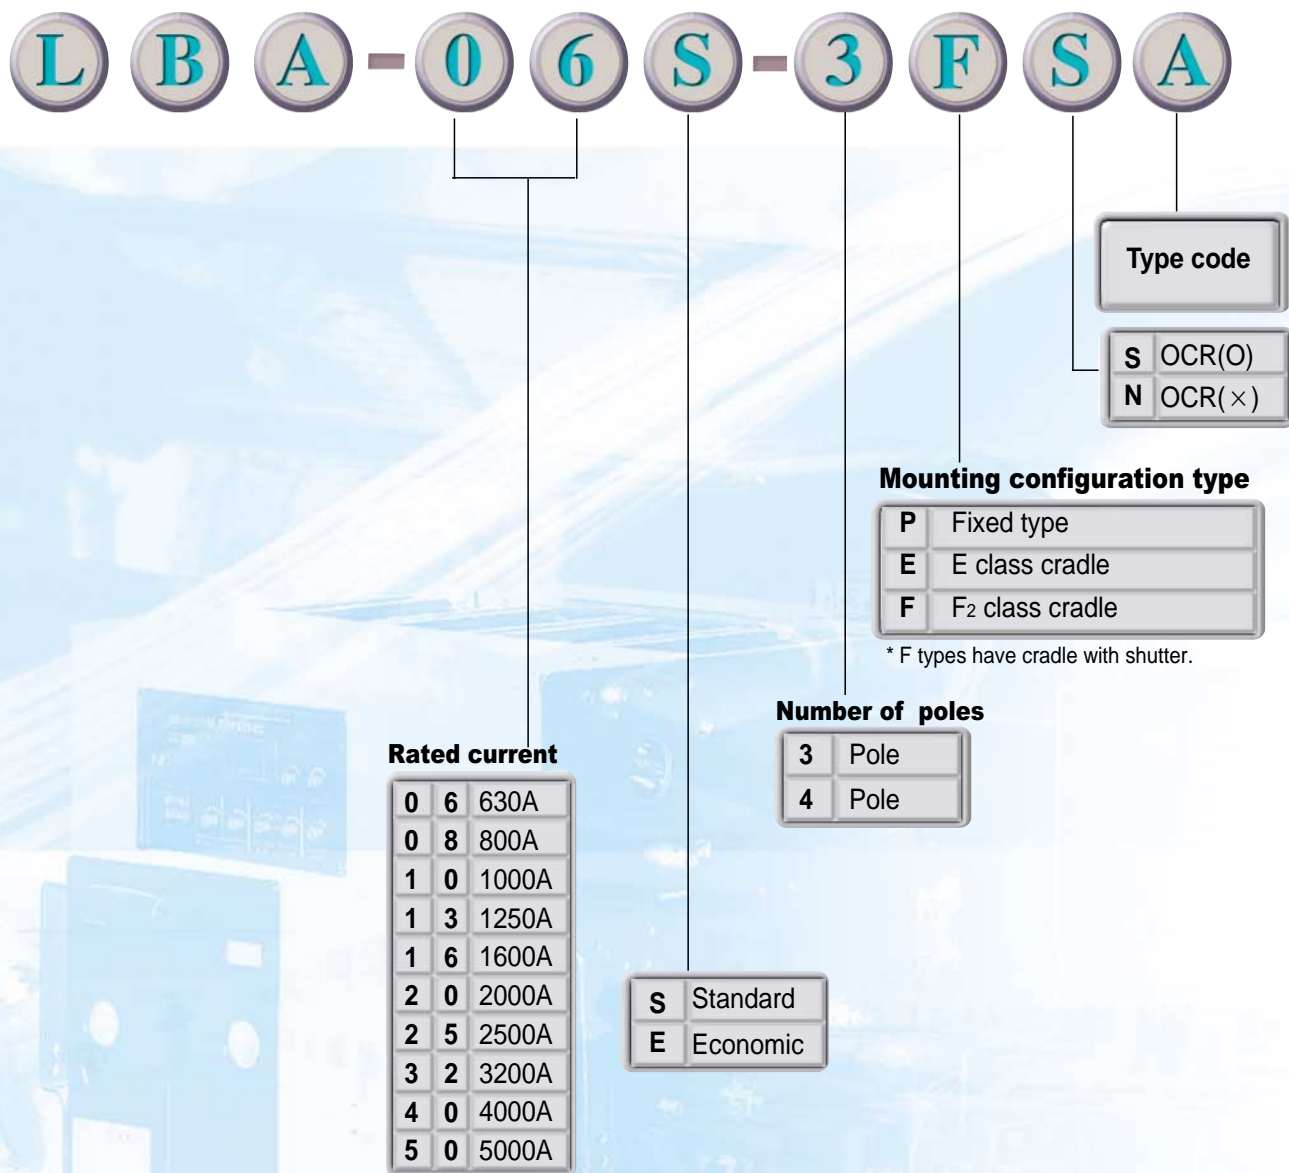 LBA-06S-3FSA
Type code
S OCR(O)
N OCR(×)
Mounting configuration type
P Fixed type
E E class cradle
F F2 class cradle
* F types have cradle with shutter.
Number of poles
3 Pole
4 Pole
Rated current
0 6 630A
0 8 800A
1 0 1000A
1 3 1250A
1 6 1600A
2 0 2000A
2 5 2500A
3 2 3200A
4 0 4000A
5 0 5000A
S Standard
E Economic